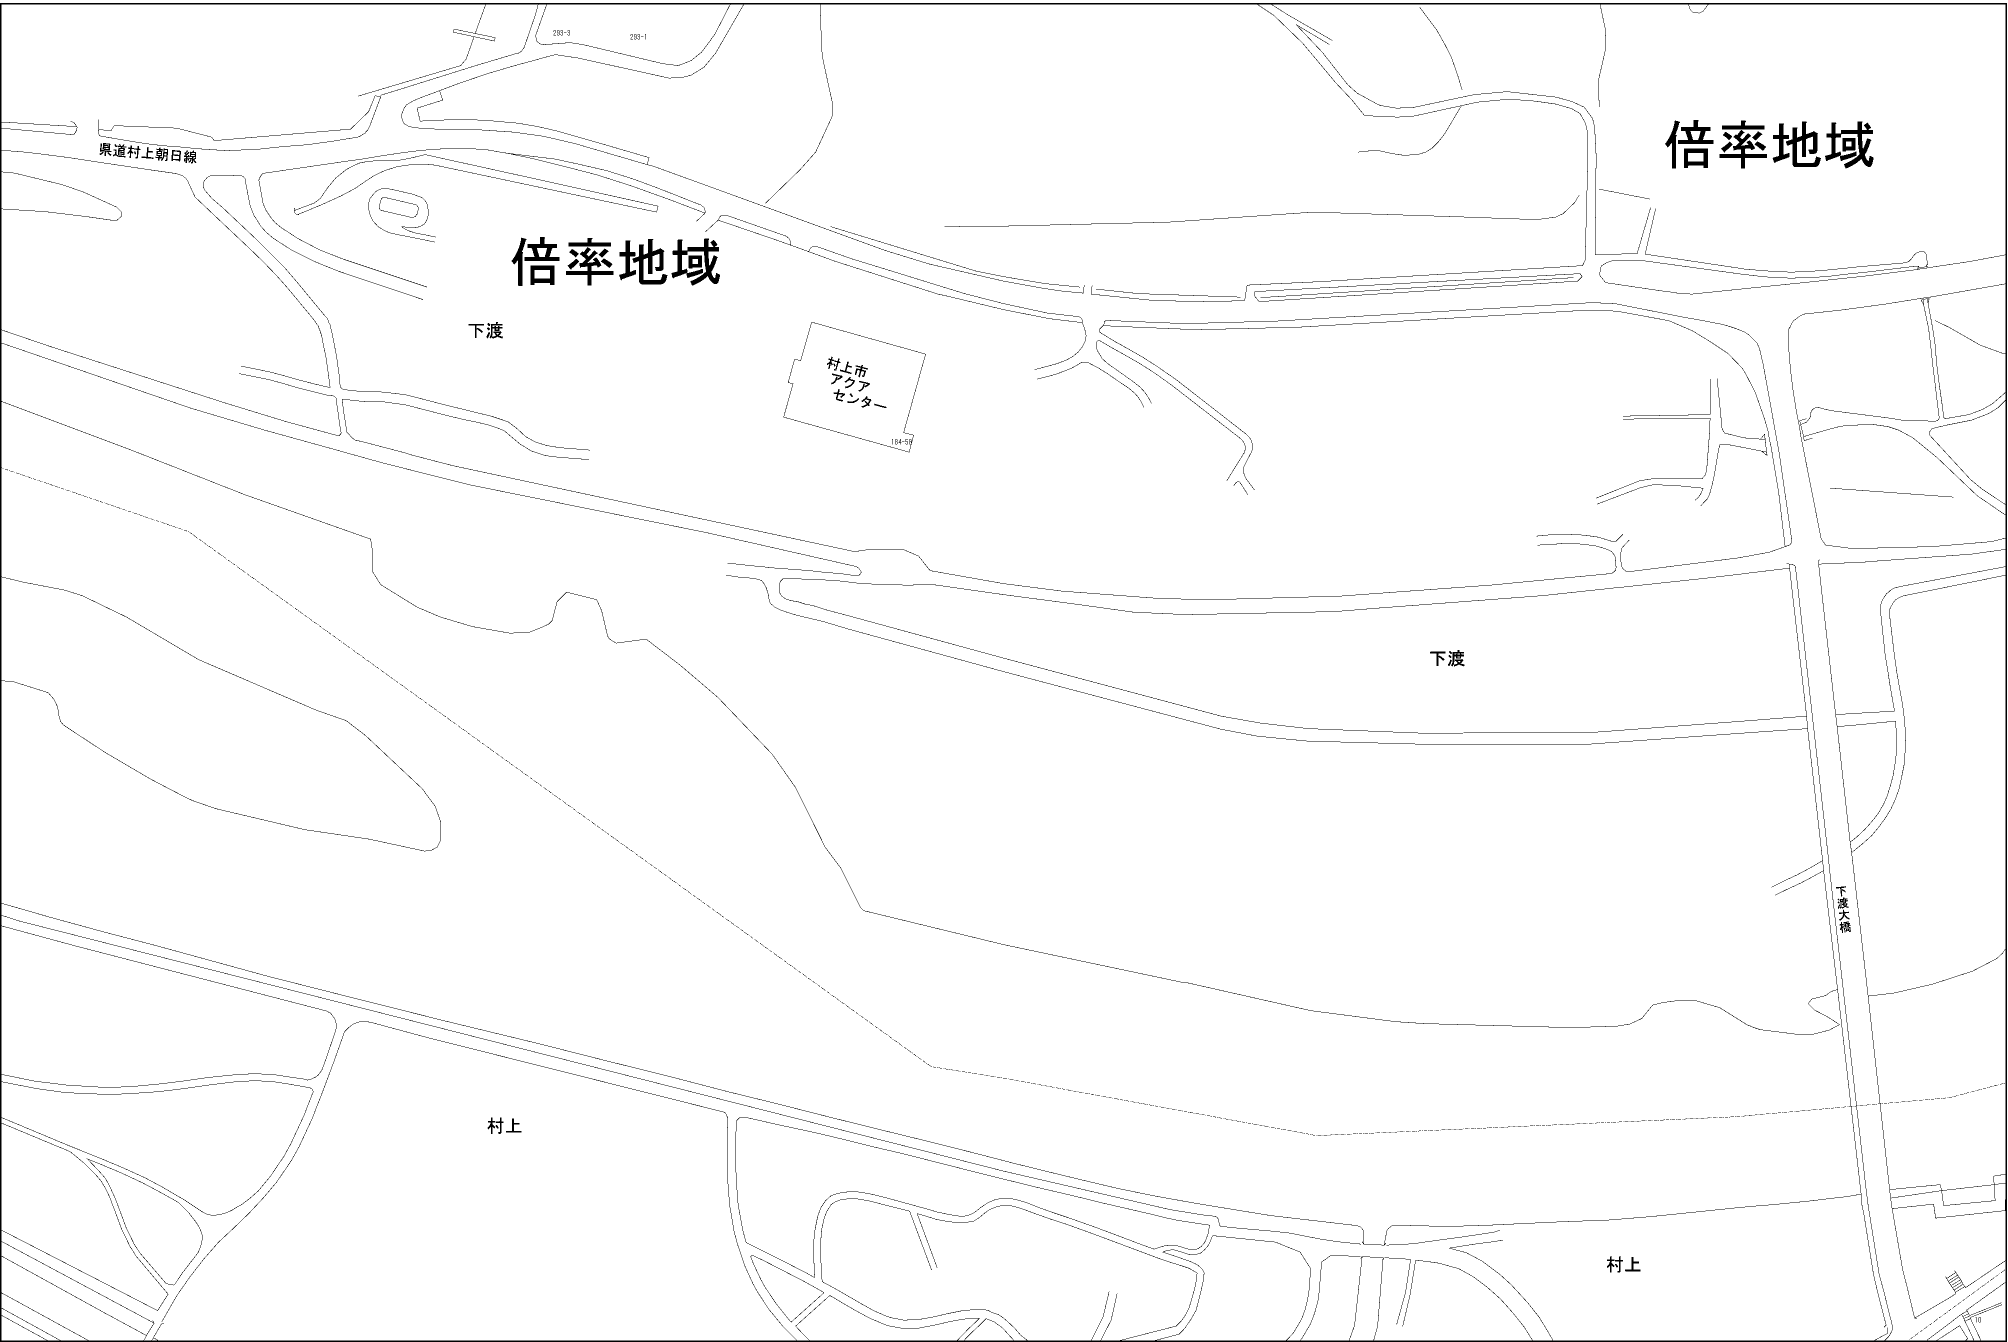 293-3
293-1
県道村上朝日線
倍率地域
倍率地域
下渡
村上市
アクア
センター
184-58
下渡
下渡大橋
村上
村上
10